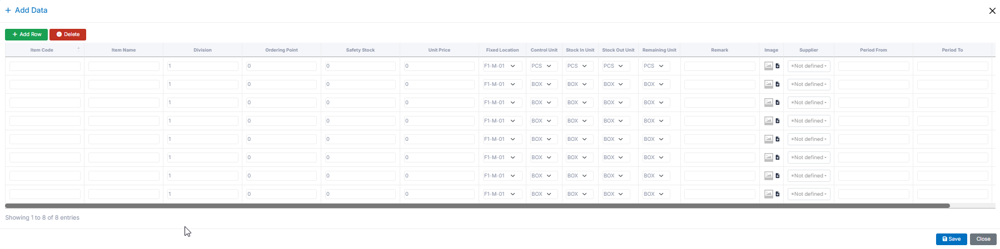 + Add Data
+ Add Row Delete
Item Code Item Name Division Ordering Point Safety Stock Unit Price Fixed Location Control Unit Stock In Unit Stock Out Unit Remaining Unit Remark Image Supplier Period From Period To
1 0 0 0 F1-M-01 PCS PCS PCS PCS *Not defined -
1 0 0 0 F1-M-01 BOX BOX BOX BOX *Not defined -
1 0 0 0 F1-M-01 BOX BOX BOX BOX *Not defined -
1 0 0 0 F1-M-01 BOX BOX BOX BOX *Not defined -
1 0 0 0 F1-M-01 BOX BOX BOX BOX *Not defined -
1 0 0 0 F1-M-01 BOX BOX BOX BOX *Not defined -
1 0 0 0 F1-M-01 BOX BOX BOX BOX *Not defined -
1 0 0 0 F1-M-01 BOX BOX BOX BOX *Not defined -
Showing 1 to 8 of 8 entries
Save Close